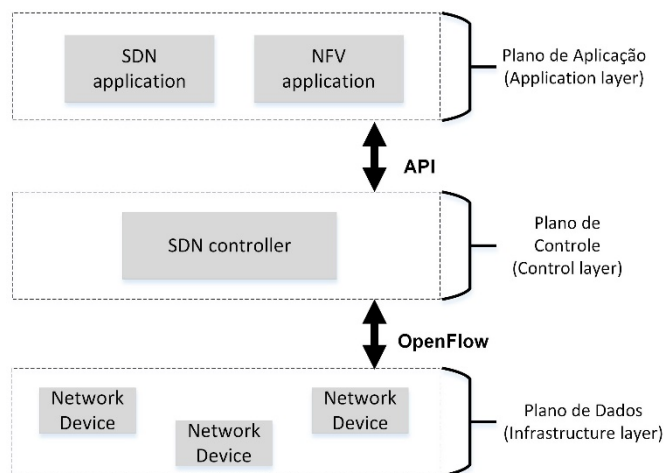 SDN
application
NFV
application
Plano de Aplicação
(Application layer)
API
SDN controller
Plano de
Controle
(Control layer)
OpenFlow
Network
Device
Network
Device
Network
Device
Plano de Dados
(Infrastructure layer)